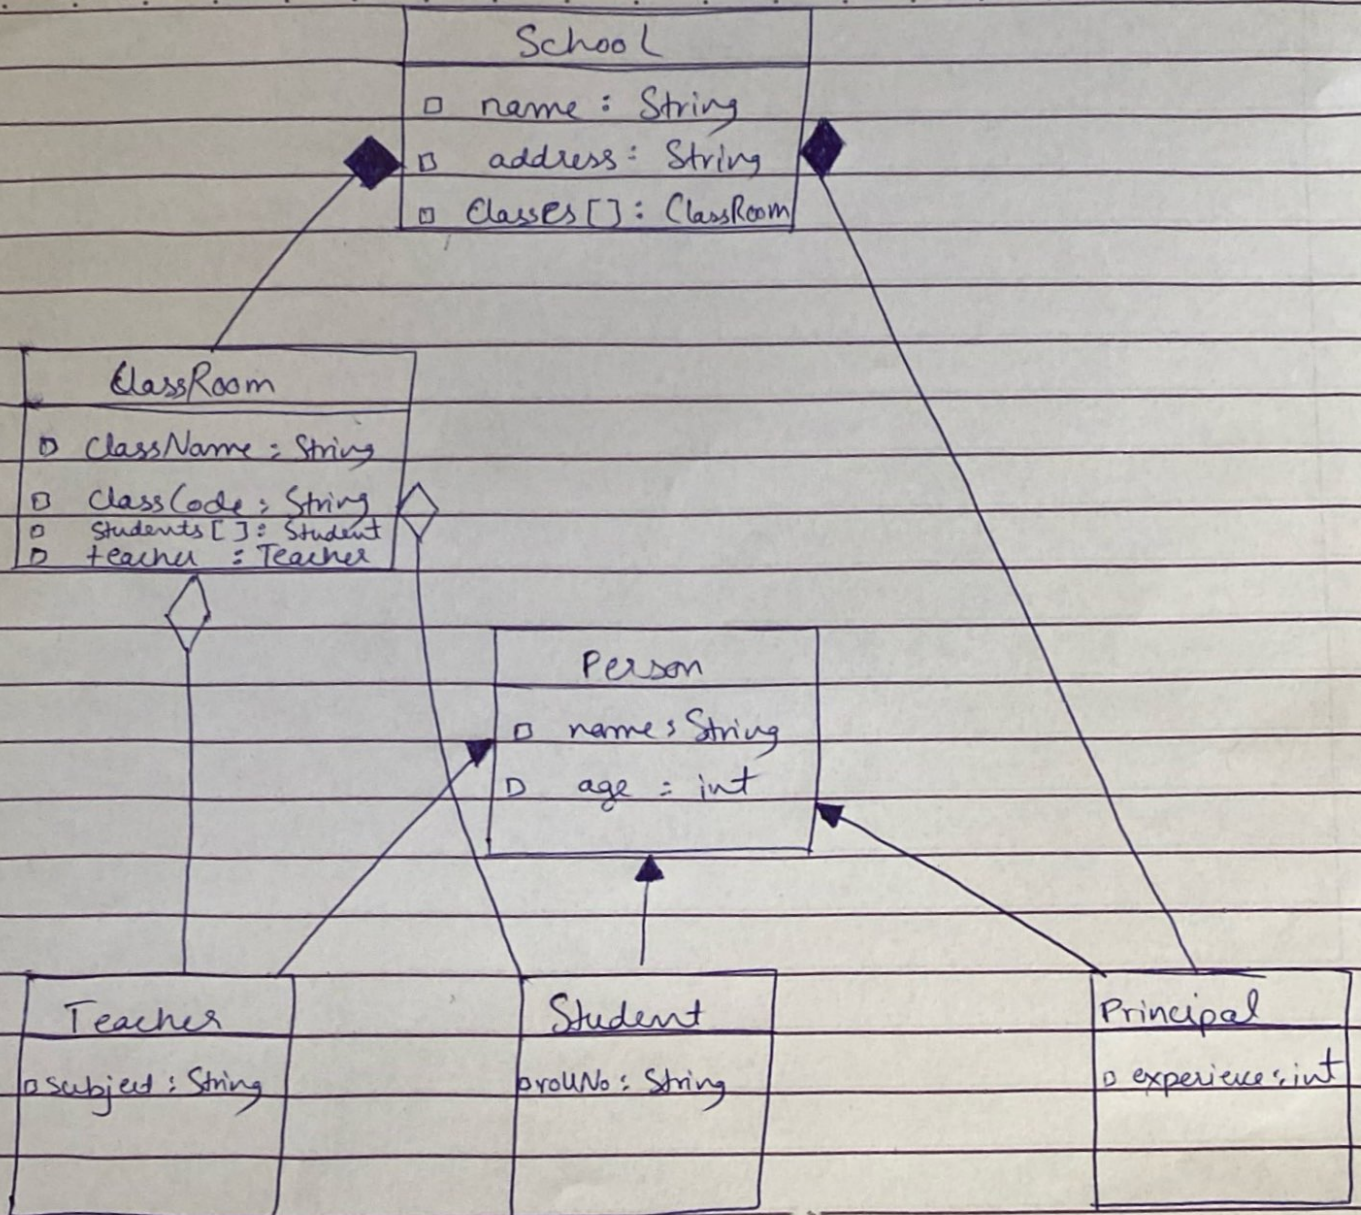 School
name : String
address : String
Classes [] : ClassRoom
ClassRoom
ClassName : String
ClassCode : String
Students [] : Student
teacher : Teacher
Person
name : String
age : int
Teacher
subject : String
Student
rollNo : String
Principal
experience : int